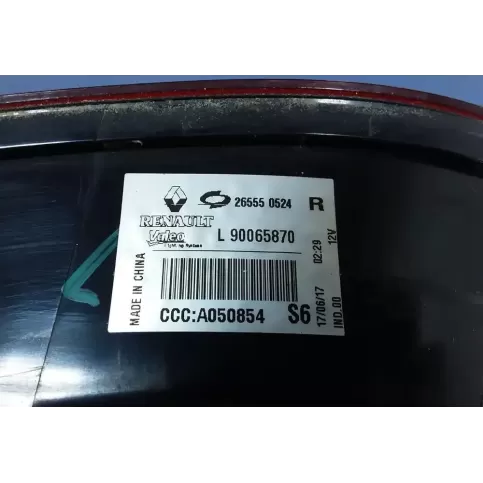 26555 0524 R
RENAULT
Valeo
L 90065870
MADE IN CHINA
CCC:A050854 S6
02:29 12V
17/06/17
IND.00